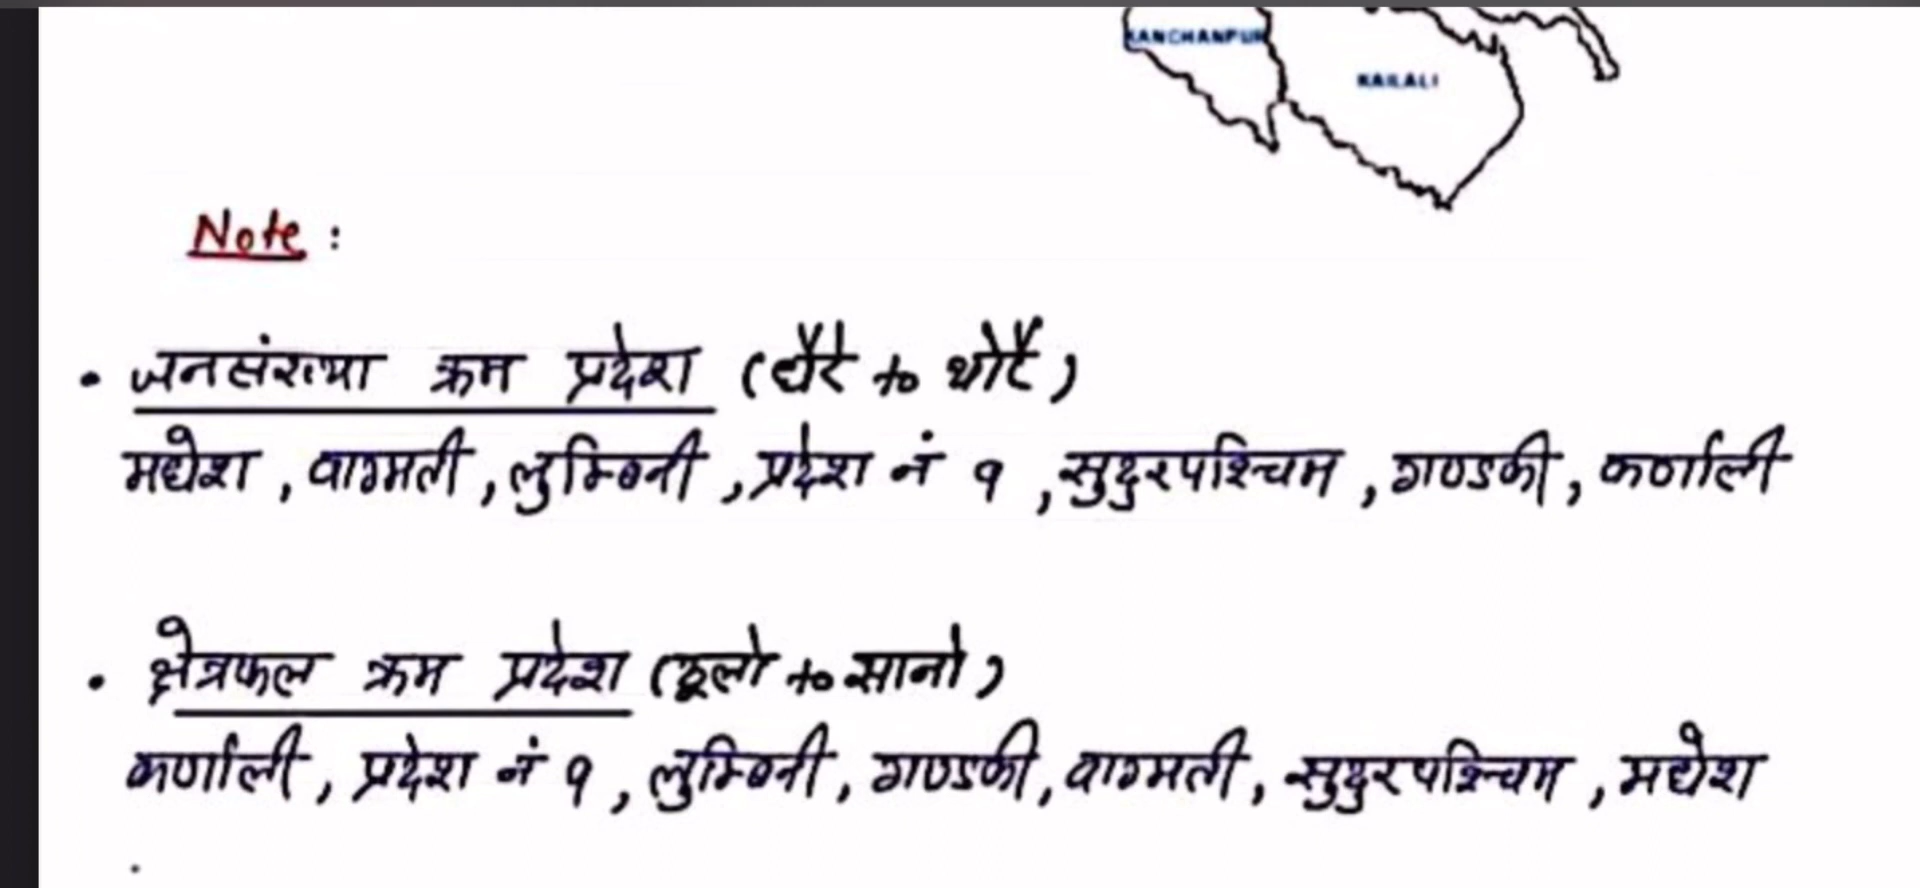 KANCHANPUR
KAILALI
Note :
• जनसंख्या क्रम प्रदेश (धैरै to थोरै)
मधेश , वाग्मती , लुम्बिनी , प्रदेश नं १ , सुदुरपश्चिम , गण्डकी , कर्णाली
• क्षेत्रफल क्रम प्रदेश (ठूलो to सानो)
कर्णाली , प्रदेश नं १ , लुम्बिनी , गण्डकी , वाग्मती , सुदुरपश्चिम , मधेश